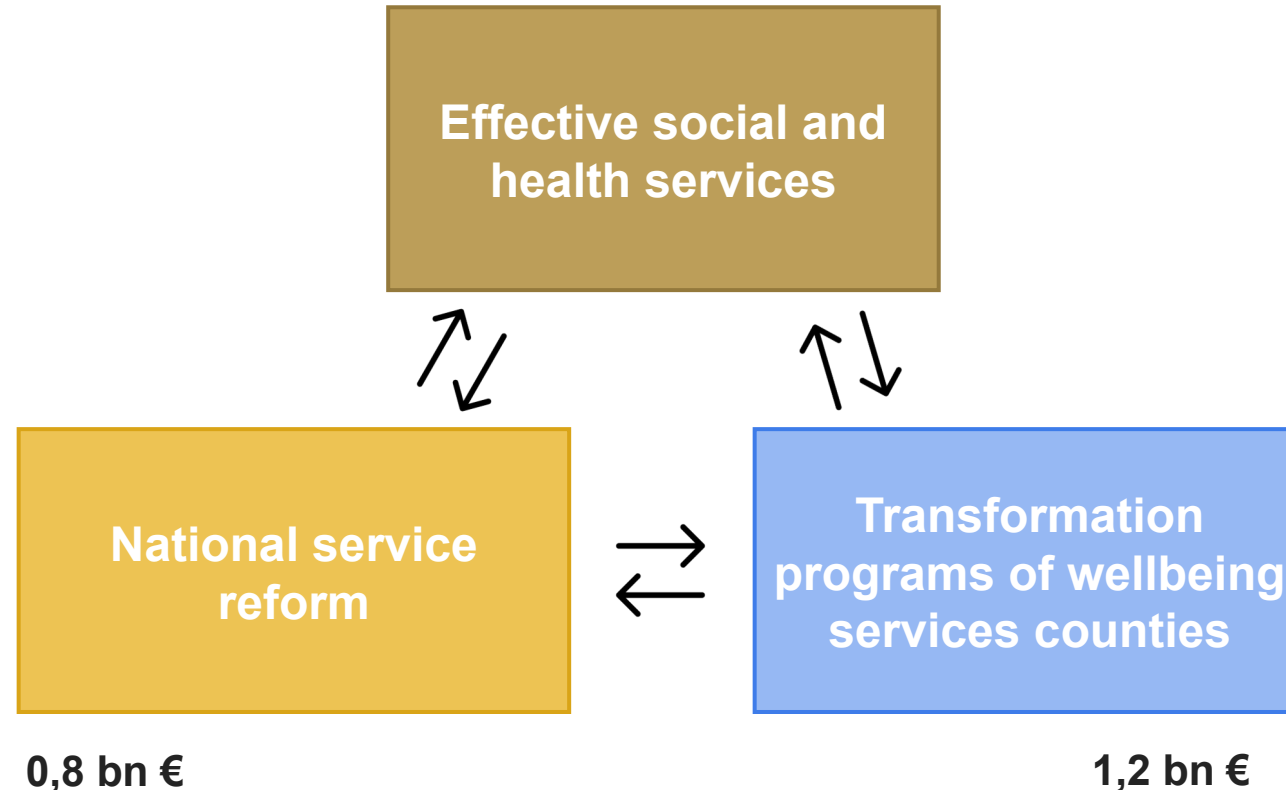 Effective social and
health services
National service
reform
Transformation
programs of wellbeing
services counties
0,8 bn €
1,2 bn €